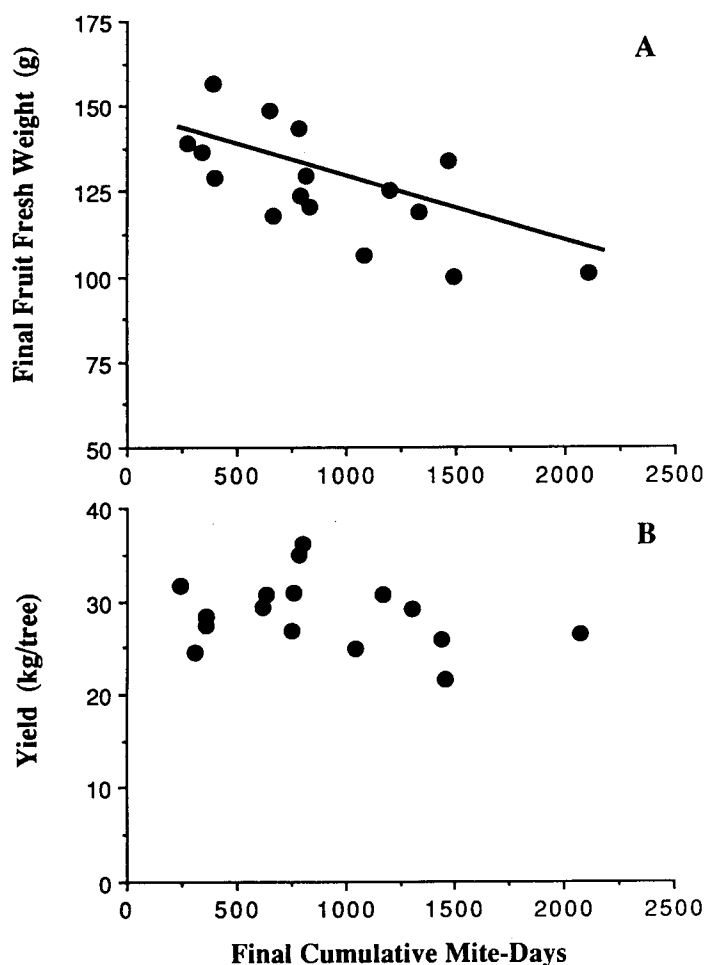 175
A
150
125
100
75
50
Final Fruit Fresh Weight (g)
0 500 1000 1500 2000 2500
40
B
30
20
10
0
Yield (kg/tree)
0 500 1000 1500 2000 2500
Final Cumulative Mite-Days